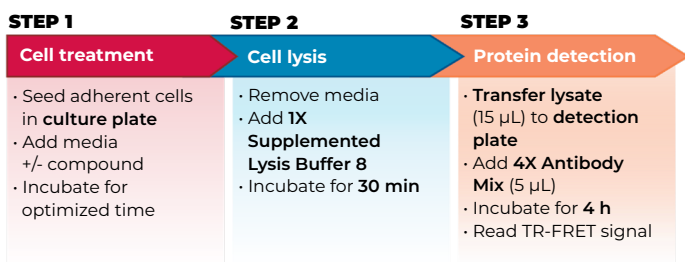 STEP 1
Cell treatment
· Seed adherent cells
in culture plate
· Add media
+/- compound
· Incubate for
optimized time
STEP 2
Cell lysis
· Remove media
· Add 1X
Supplemented
Lysis Buffer 8
· Incubate for 30 min
STEP 3
Protein detection
· Transfer lysate
(15 µL) to detection
plate
· Add 4X Antibody
Mix (5 µL)
· Incubate for 4 h
· Read TR-FRET signal